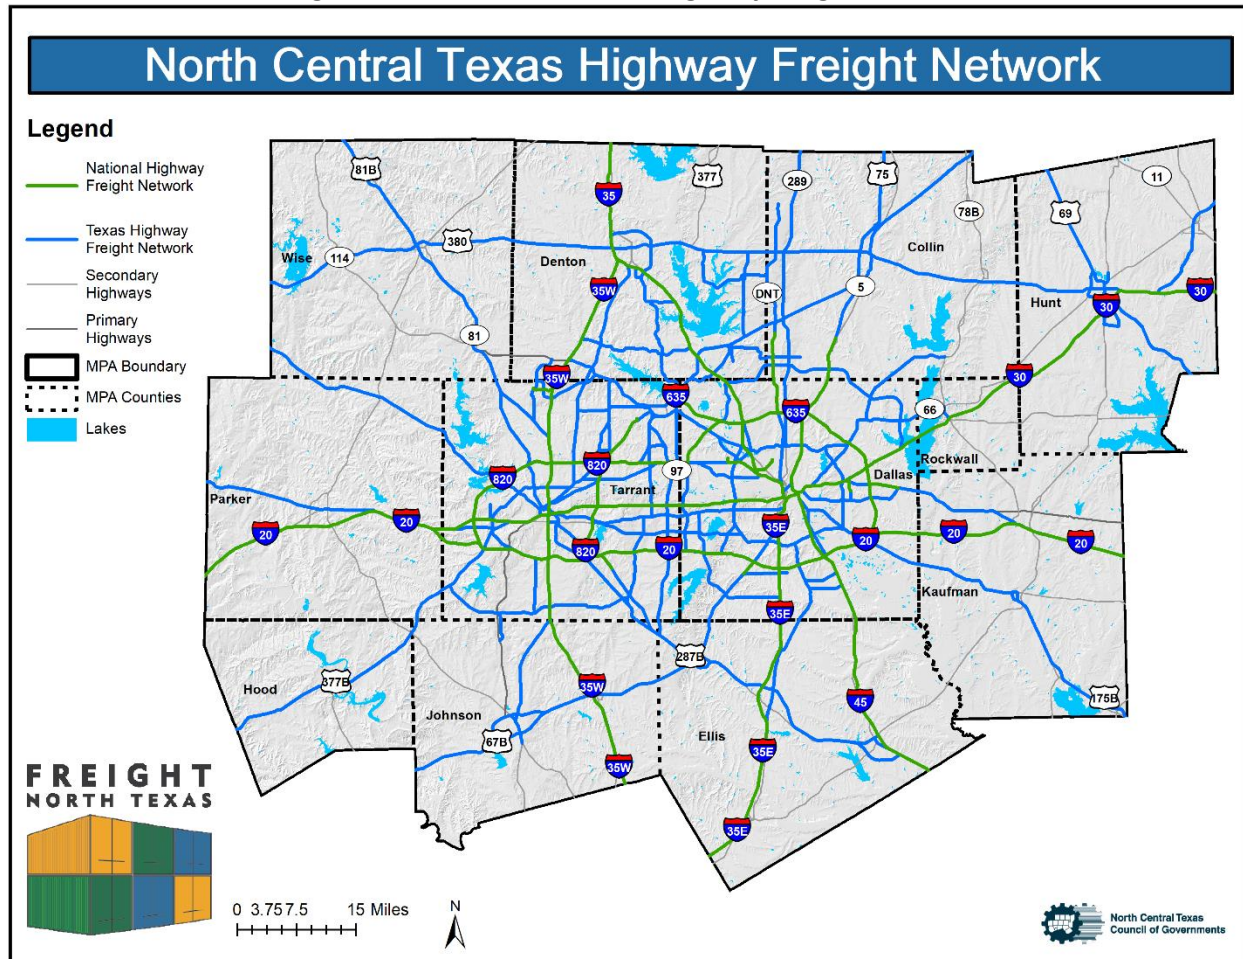 North Central Texas Highway Freight Network
Legend
National Highway
Freight Network
Texas Highway
Freight Network
Secondary
Highways
Primary
Highways
MPA Boundary
MPA Counties
Lakes
81B
35
377
289
75
11
78B
69
380
114
Wise
Denton
Collin
35W
DNT
5
Hunt
30
30
81
35W
30
635
635
66
820
820
97
Rockwall
Dallas
Tarrant
Parker
20
20
820
20
35E
20
20
20
Kaufman
35E
287B
Hood
377B
35W
45
175B
Johnson
67B
Ellis
35E
35W
35E
FREIGHT
NORTH TEXAS
0 3.75 7.5 15 Miles
N
North Central Texas
Council of Governments